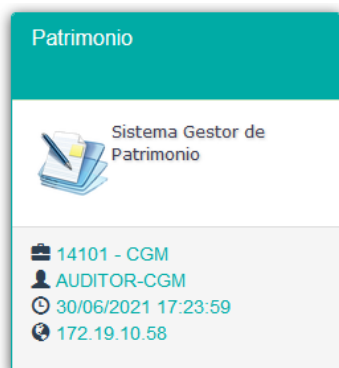 Patrimonio
Sistema Gestor de
Patrimonio
14101 - CGM
AUDITOR-CGM
30/06/2021 17:23:59
172.19.10.58